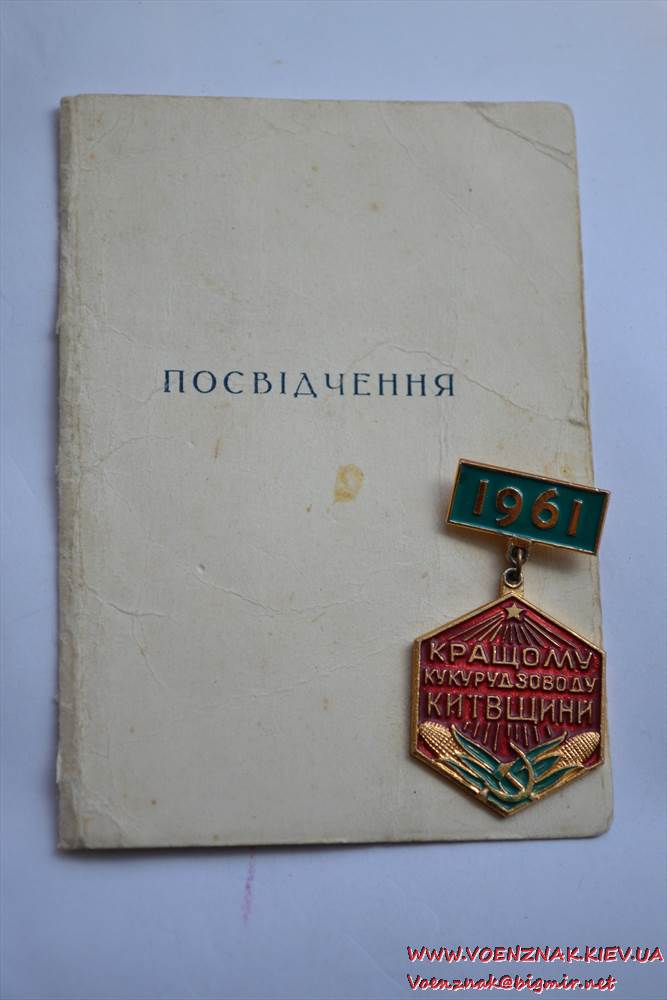 ПОСВІДЧЕННЯ
1961
КРАЩОМУ
КУКУРУДЗОВОДУ
КИЇВЩИНИ
WWW.VOENZNAK.KIEV.UA
Voenznak@bigmir.net